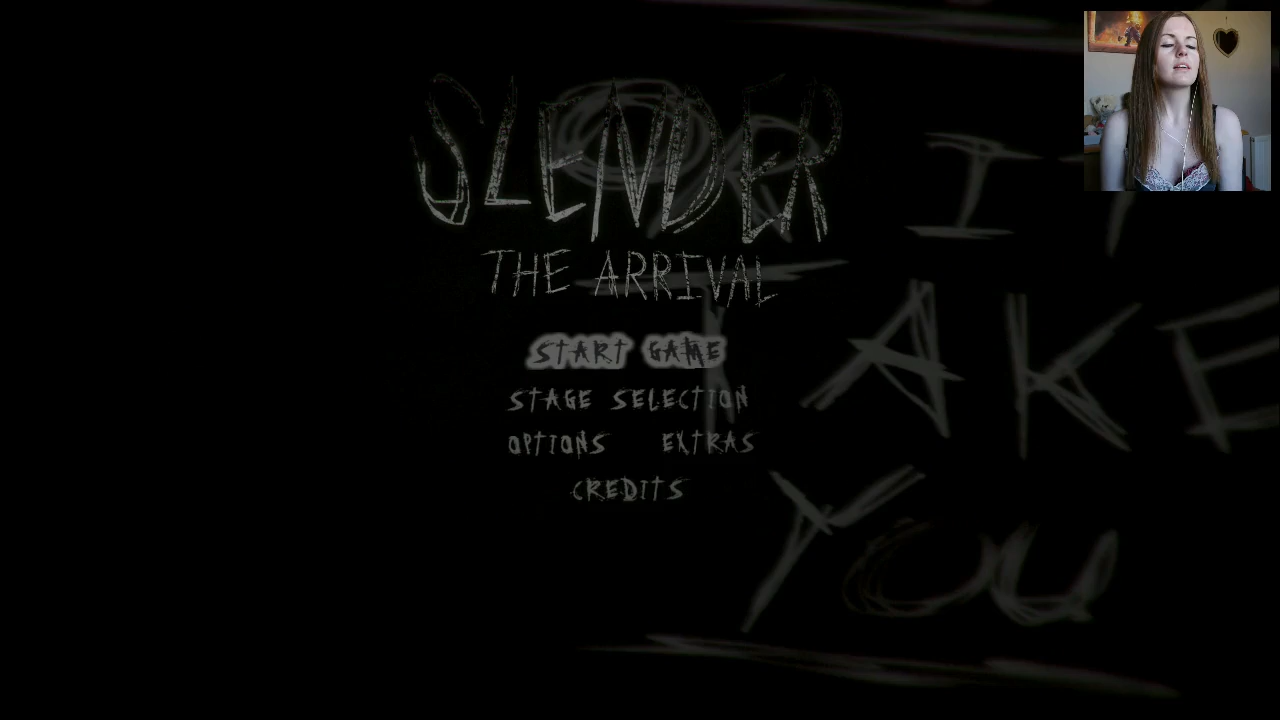 SLENDER
THE ARRIVAL
START GAME
STAGE SELECTION
OPTIONS EXTRAS
CREDITS
TAKE
YOU